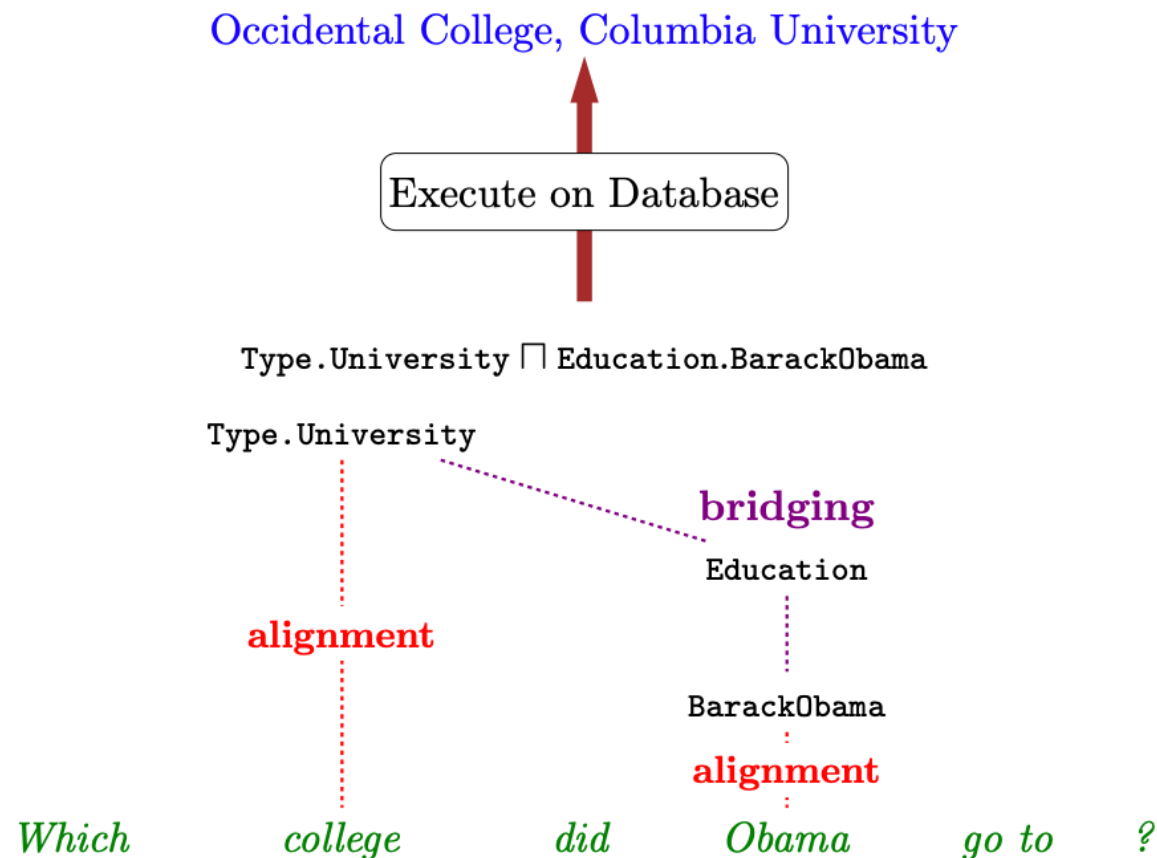 Occidental College, Columbia University
Execute on Database
Type.University ⊓ Education.BarackObama
Type.University
bridging
Education
alignment
BarackObama
alignment
Which college did Obama go to ?